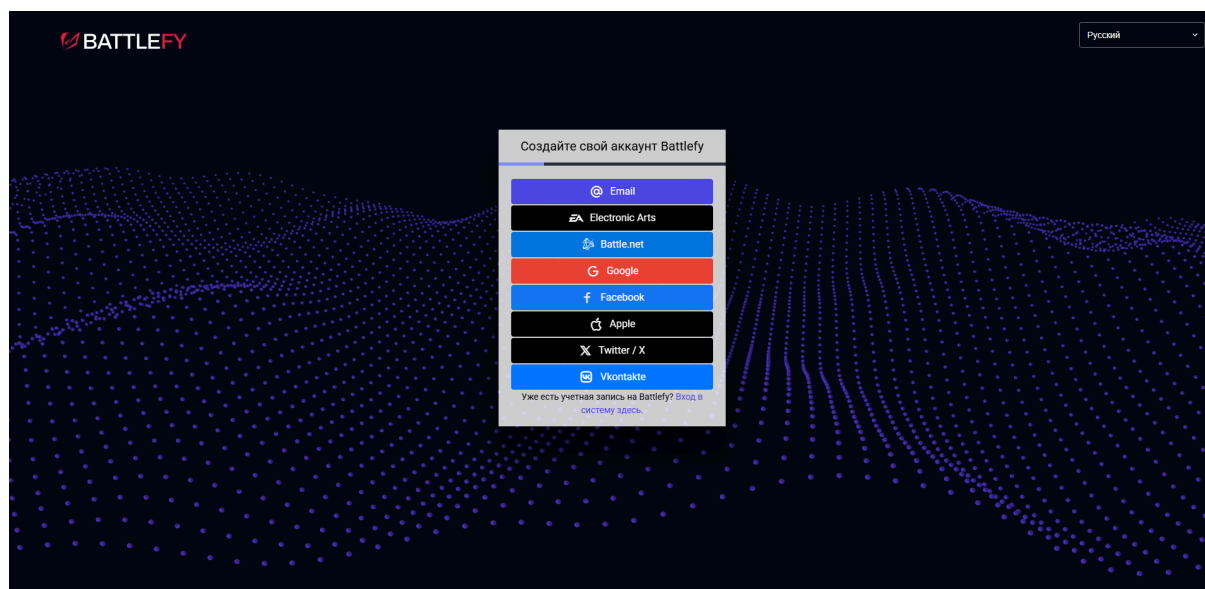 BATTLEFY
Русский
Создайте свой аккаунт Battlefy
Email
Electronic Arts
Battle.net
Google
Facebook
Apple
Twitter / X
Vkontakte
Уже есть учетная запись на Battlefy? Вход в
систему здесь.